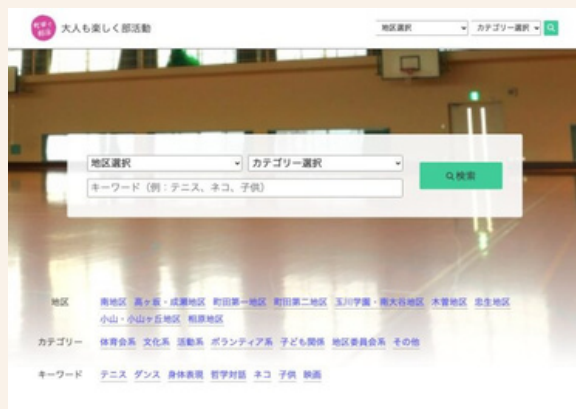 大人も楽しく部活動
地区選択 カテゴリー選択
地区選択 カテゴリー選択
キーワード（例：テニス、ネコ、子供）
検索
地区 南地区 高ヶ坂・成瀬地区 町田第一地区 町田第二地区 玉川学園・南大谷地区 木曽地区 忠生地区
小山・小山ヶ丘地区 相原地区
カテゴリー 体育会系 文化系 活動系 ボランティア系 子ども関係 地区委員会系 その他
キーワード テニス ダンス 身体表現 哲学対話 ネコ 子供 映画